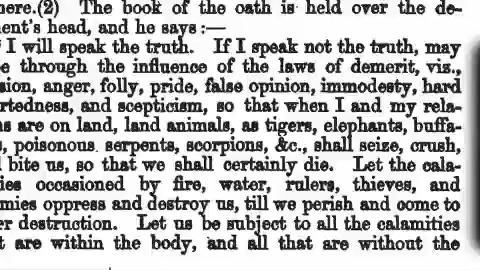 here.(2) The book of the oath is held over the de-
ent's head, and he says :—
I will speak the truth. If I speak not the truth, may
e through the influence of the laws of demerit, viz.,
sion, anger, folly, pride, false opinion, immodesty, hard
rtedness, and scepticism, so that when I and my rela-
ns are on land, land animals, as tigers, elephants, buffa-
s, poisonous serpents, scorpions, &c., shall seize, crush,
l bite us, so that we shall certainly die. Let the cala-
ies occasioned by fire, water, rulers, thieves, and
mies oppress and destroy us, till we perish and come to
er destruction. Let us be subject to all the calamities
t are within the body, and all that are without the